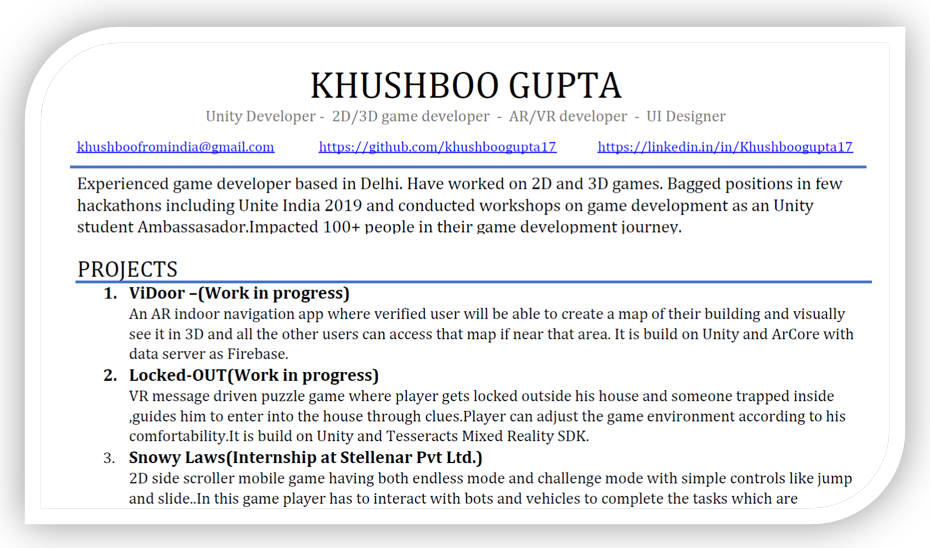 KHUSHBOO GUPTA
Unity Developer - 2D/3D game developer - AR/VR developer - UI Designer
khushboofromindia@gmail.com https://github.com/khushboogupta17 https://linkedin.in/in/Khushboogupta17
Experienced game developer based in Delhi. Have worked on 2D and 3D games. Bagged positions in few
hackathons including Unite India 2019 and conducted workshops on game development as an Unity
student Ambassasador.Impacted 100+ people in their game development journey.
PROJECTS
1. ViDoor –(Work in progress)
An AR indoor navigation app where verified user will be able to create a map of their building and visually
see it in 3D and all the other users can access that map if near that area. It is build on Unity and ArCore with
data server as Firebase.
2. Locked-OUT(Work in progress)
VR message driven puzzle game where player gets locked outside his house and someone trapped inside
,guides him to enter into the house through clues.Player can adjust the game environment according to his
comfortability.It is build on Unity and Tesseracts Mixed Reality SDK.
3. Snowy Laws(Internship at Stellenar Pvt Ltd.)
2D side scroller mobile game having both endless mode and challenge mode with simple controls like jump
and slide..In this game player has to interact with bots and vehicles to complete the tasks which are